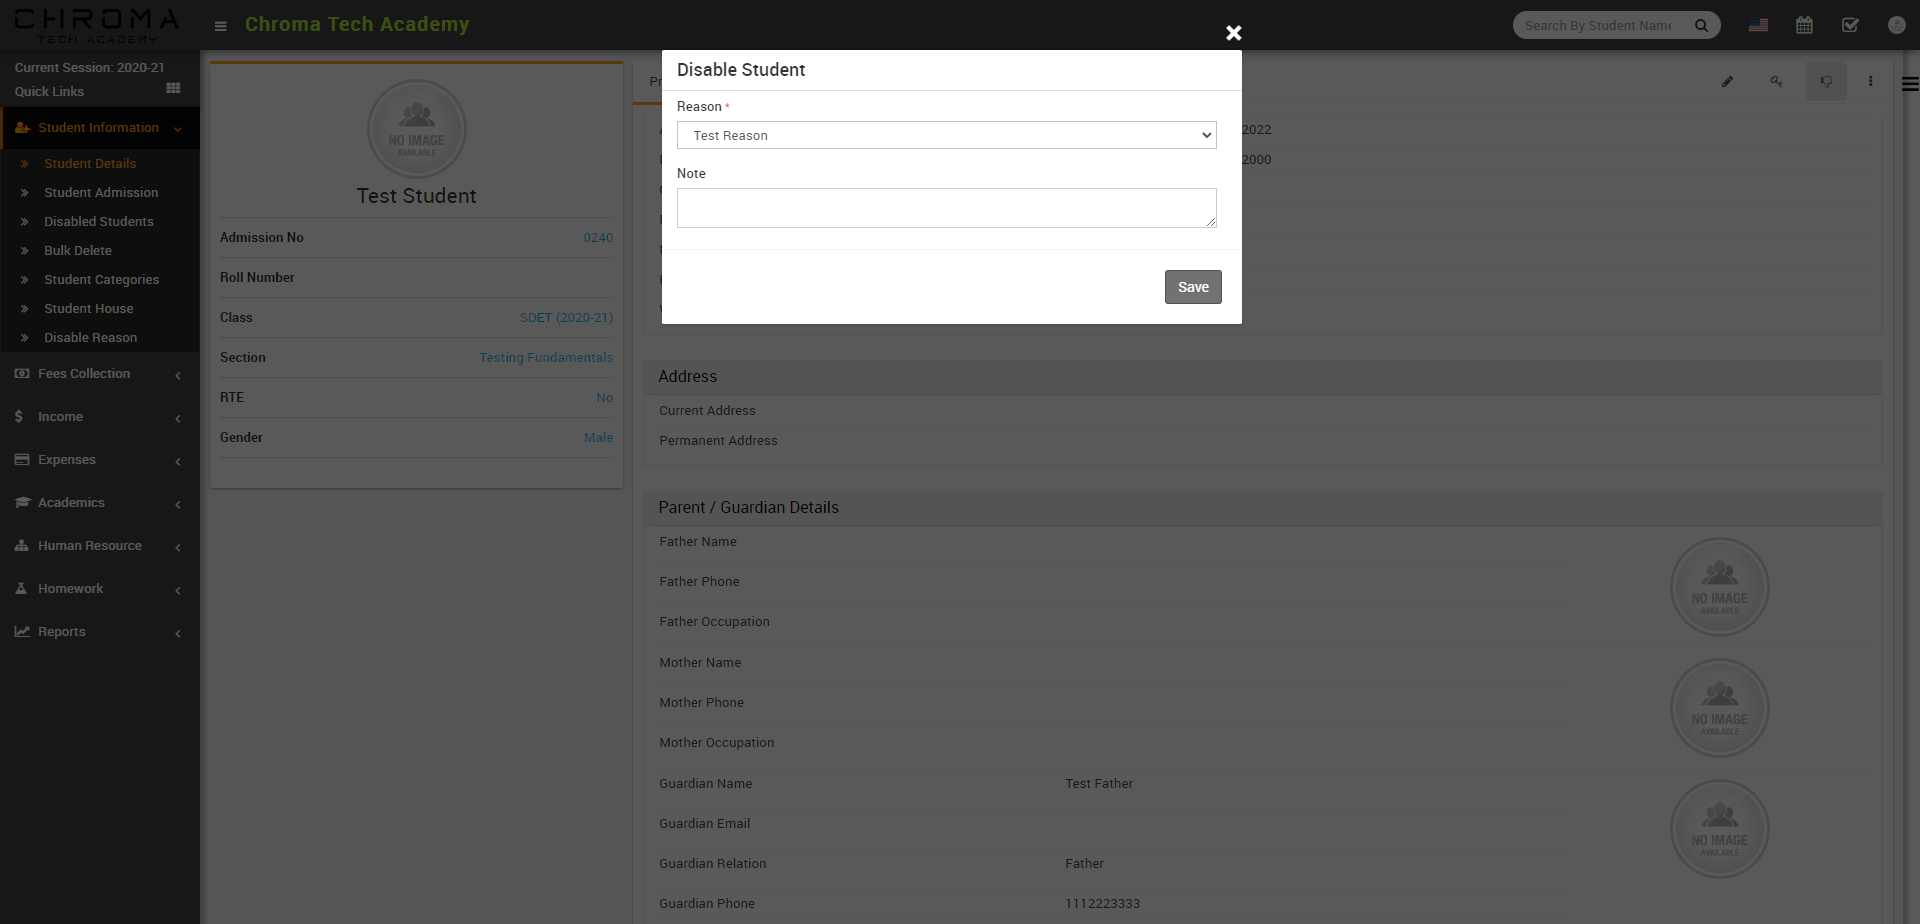 CHROMA
TECH ACADEMY
Chroma Tech Academy
Search By Student Name
Current Session: 2020-21
Quick Links
Student Information
Student Details
Student Admission
Disabled Students
Bulk Delete
Student Categories
Student House
Disable Reason
Fees Collection
Income
Expenses
Academics
Human Resource
Homework
Reports
NO IMAGE
AVAILABLE
Test Student
Admission No 0240
Roll Number
Class SDET (2020-21)
Section Testing Fundamentals
RTE No
Gender Male
Disable Student
Reason *
Test Reason
Note
Save
2022
2000
Address
Current Address
Permanent Address
Parent / Guardian Details
Father Name
Father Phone
Father Occupation
NO IMAGE
AVAILABLE
Mother Name
Mother Phone
Mother Occupation
NO IMAGE
AVAILABLE
Guardian Name Test Father
Guardian Email
Guardian Relation Father
Guardian Phone 1112223333
NO IMAGE
AVAILABLE